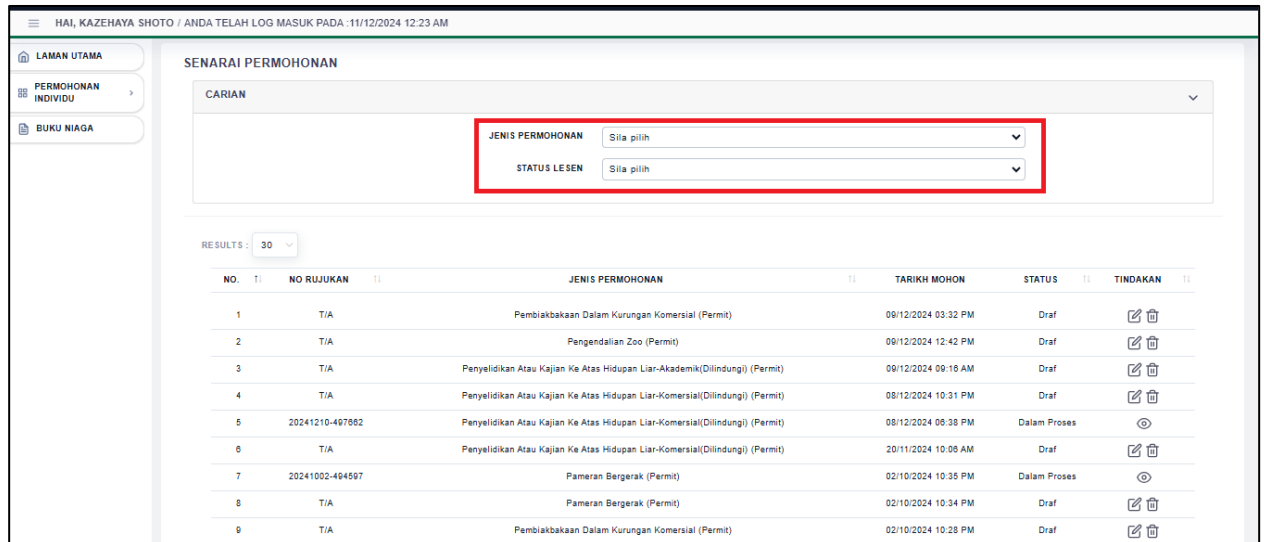 HAI, KAZEHAYA SHOTO / ANDA TELAH LOG MASUK PADA :11/12/2024 12:23 AM
LAMAN UTAMA
PERMOHONAN
INDIVIDU
BUKU NIAGA
SENARAI PERMOHONAN
CARIAN
JENIS PERMOHONAN Sila pilih
STATUS LESEN Sila pilih
RESULTS : 30
NO. NO RUJUKAN JENIS PERMOHONAN TARIKH MOHON STATUS TINDAKAN
1 T/A Pembiakbakaan Dalam Kurungan Komersial (Permit) 09/12/2024 03:32 PM Draf
2 T/A Pengendalian Zoo (Permit) 09/12/2024 12:42 PM Draf
3 T/A Penyelidikan Atau Kajian Ke Atas Hidupan Liar-Akademik(Dilindungi) (Permit) 09/12/2024 09:16 AM Draf
4 T/A Penyelidikan Atau Kajian Ke Atas Hidupan Liar-Komersial(Dilindungi) (Permit) 08/12/2024 10:31 PM Draf
5 20241210-497662 Penyelidikan Atau Kajian Ke Atas Hidupan Liar-Komersial(Dilindungi) (Permit) 08/12/2024 06:38 PM Dalam Proses
6 T/A Penyelidikan Atau Kajian Ke Atas Hidupan Liar-Komersial(Dilindungi) (Permit) 20/11/2024 10:06 AM Draf
7 20241002-494597 Pameran Bergerak (Permit) 02/10/2024 10:35 PM Dalam Proses
8 T/A Pameran Bergerak (Permit) 02/10/2024 10:34 PM Draf
9 T/A Pembiakbakaan Dalam Kurungan Komersial (Permit) 02/10/2024 10:28 PM Draf